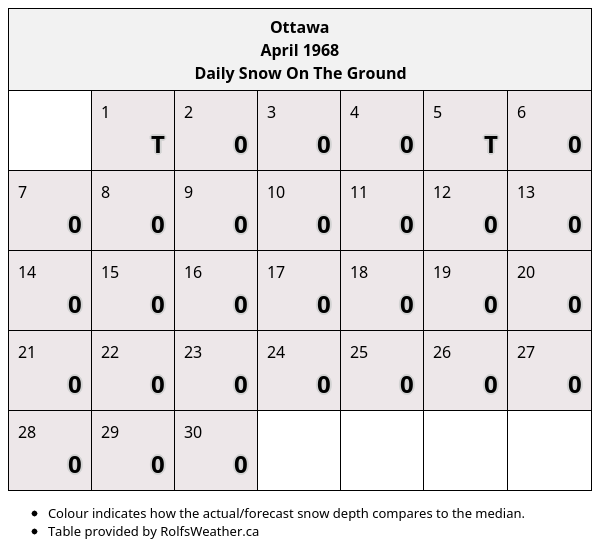 Ottawa
April 1968
Daily Snow On The Ground
1 2 3 4 5 6
T 0 0 0 T 0
7 8 9 10 11 12 13
0 0 0 0 0 0 0
14 15 16 17 18 19 20
0 0 0 0 0 0 0
21 22 23 24 25 26 27
0 0 0 0 0 0 0
28 29 30
0 0 0
• Colour indicates how the actual/forecast snow depth compares to the median.
• Table provided by RolfsWeather.ca